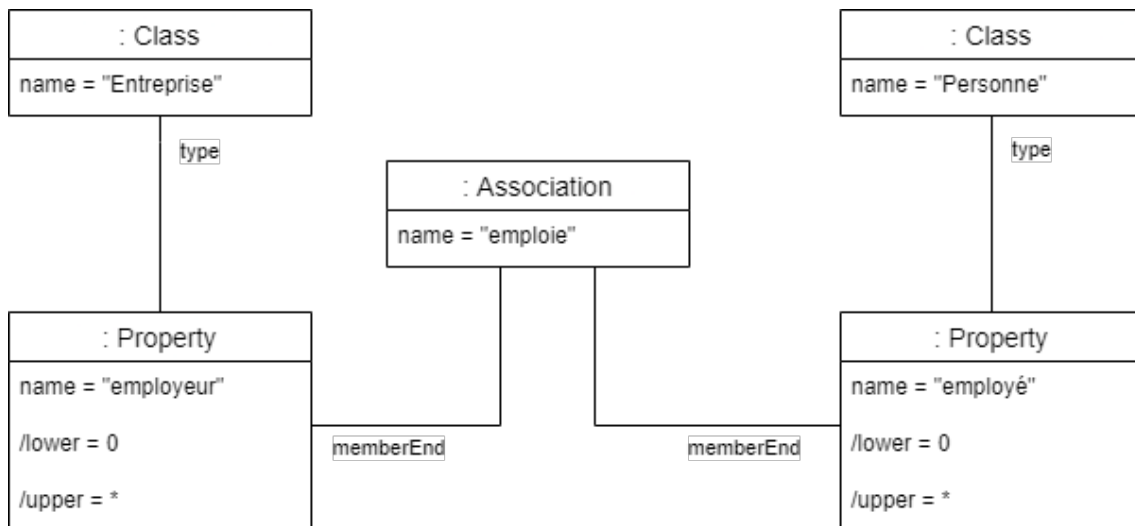 : Class
name = "Entreprise"
type
: Class
name = "Personne"
type
: Association
name = "emploie"
: Property
name = "employeur"
/lower = 0
/upper = *
memberEnd
memberEnd
: Property
name = "employé"
/lower = 0
/upper = *